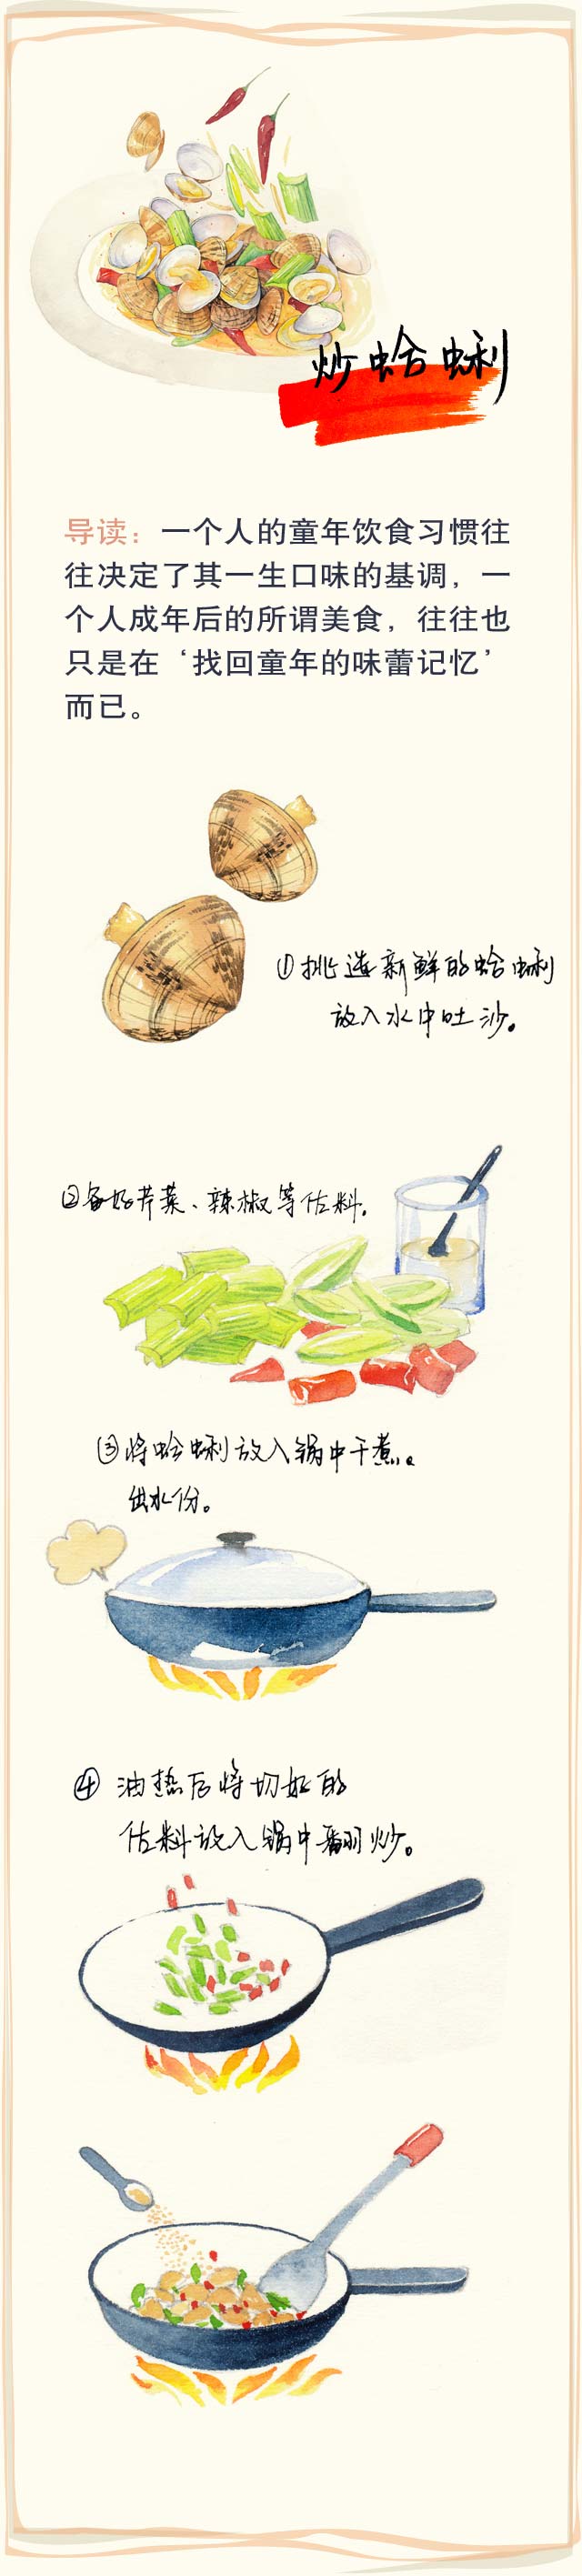 炒蛤蜊
导读：一个人的童年饮食习惯往
往决定了其一生口味的基调，一
个人成年后的所谓美食，往往也
只是在‘找回童年的味蕾记忆’
而已。
①挑选新鲜的蛤蜊
放入水中吐沙。
②备好芹菜、辣椒等佐料。
③将蛤蜊放入锅中干煮。
出水份。
④油热后将切好的
佐料放入锅中翻炒。